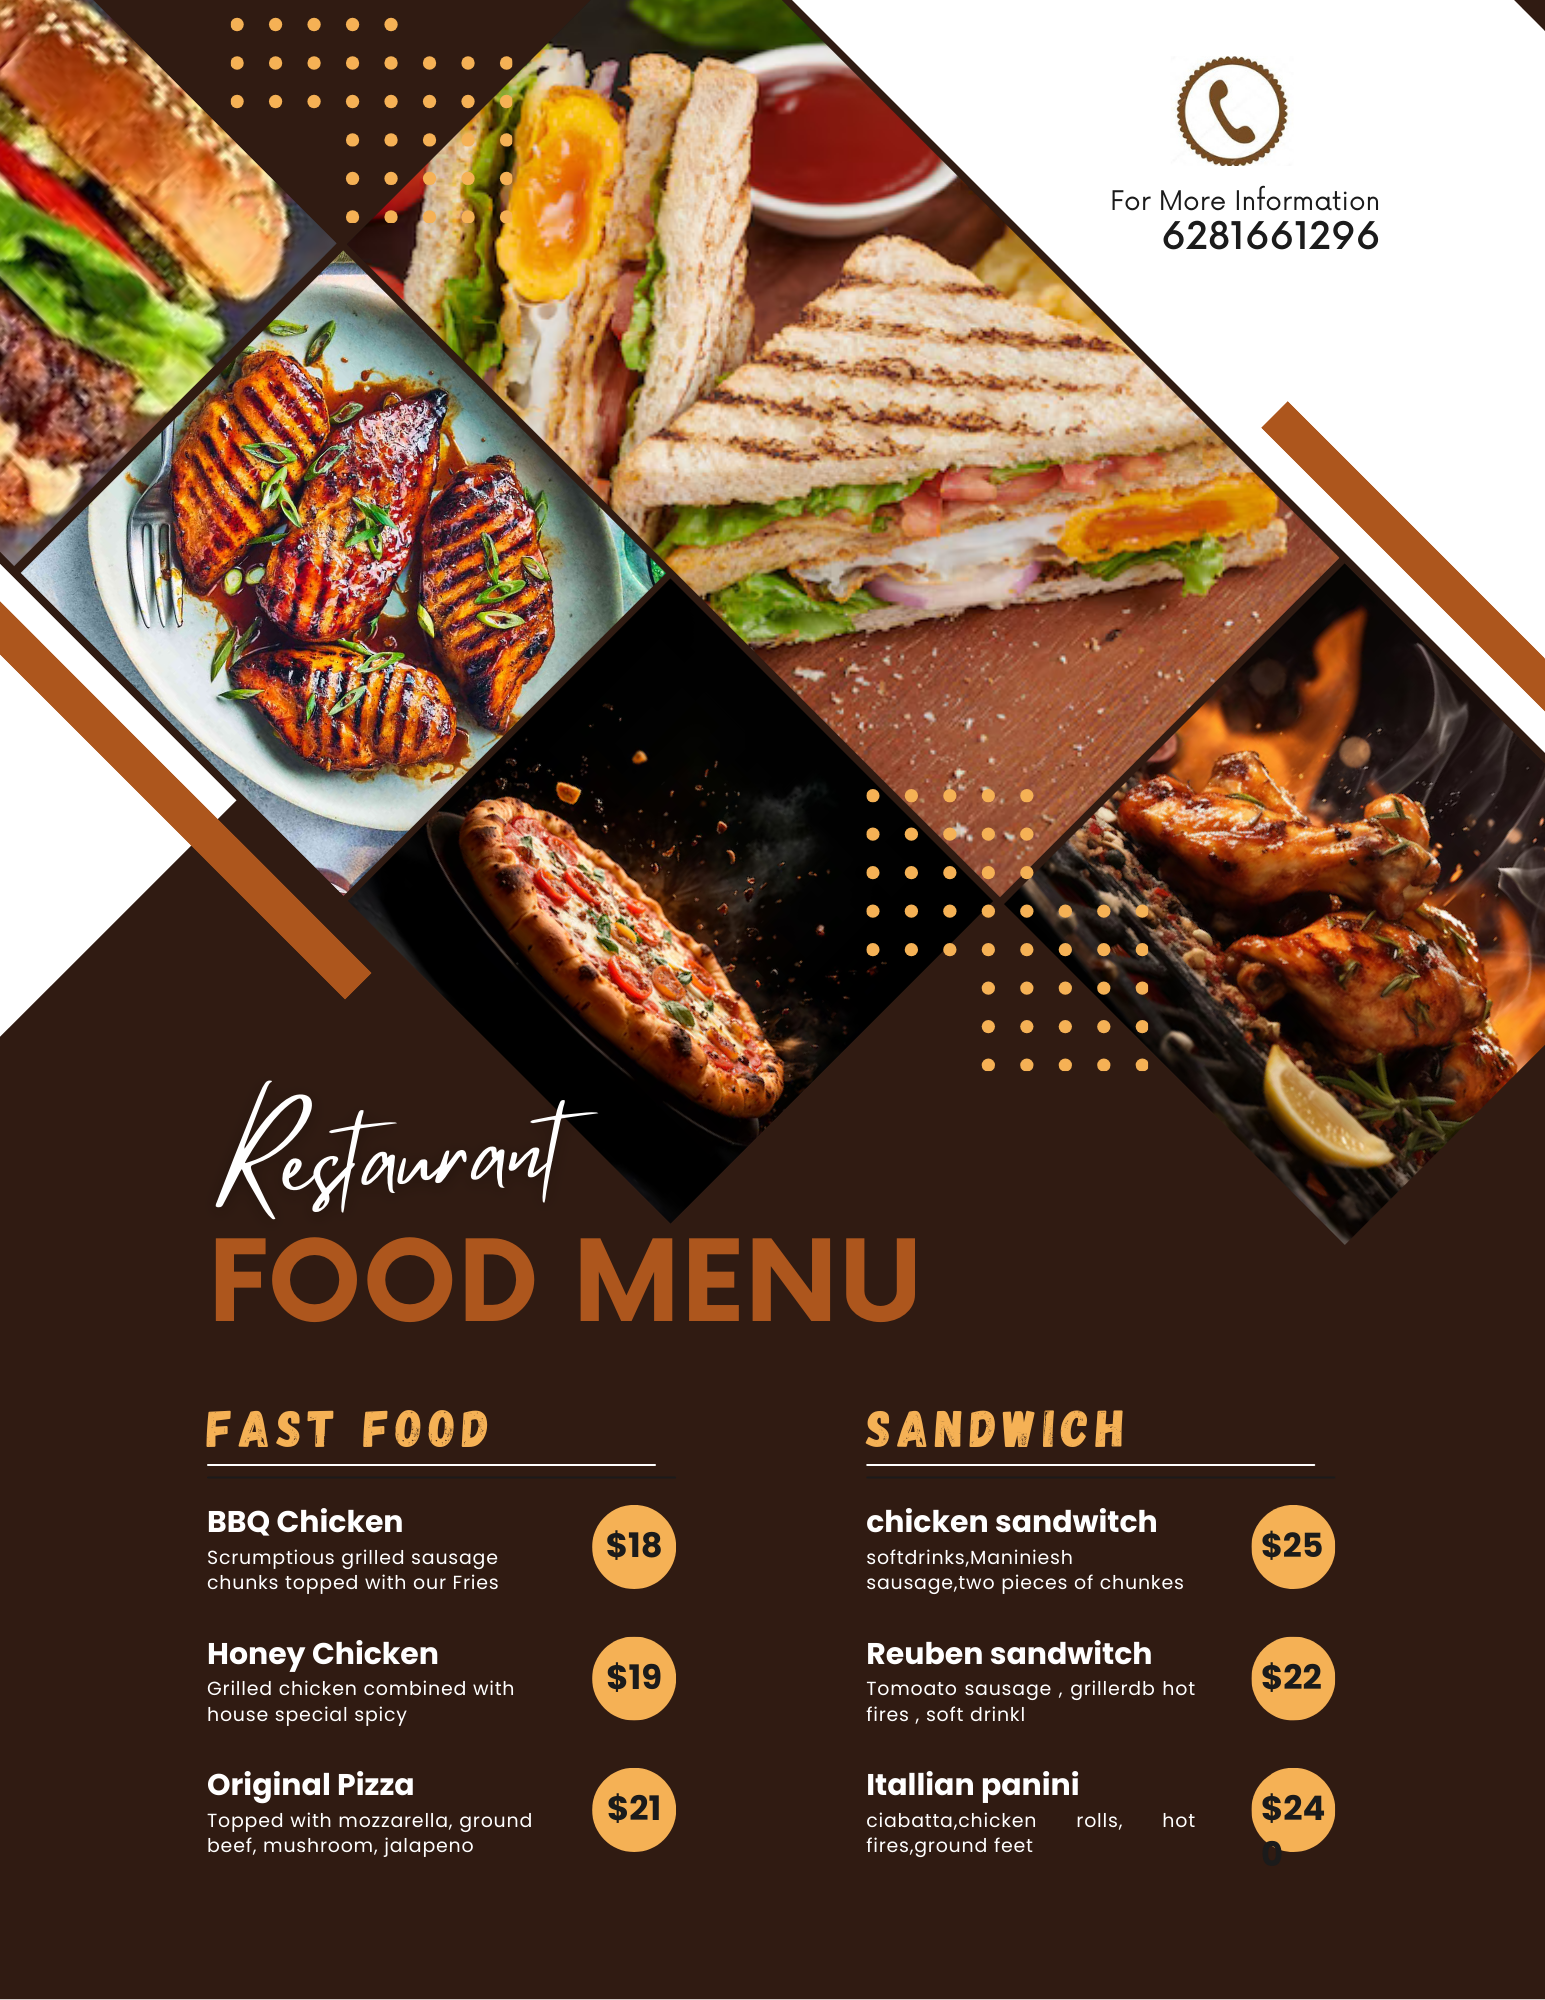 For More Information
6281661296
Restaurant
FOOD MENU
FAST FOOD
BBQ Chicken
Scrumptious grilled sausage
chunks topped with our Fries
$18
Honey Chicken
Grilled chicken combined with
house special spicy
$19
Original Pizza
Topped with mozzarella, ground
beef, mushroom, jalapeno
$21
SANDWICH
chicken sandwitch
softdrinks,Maniniesh
sausage,two pieces of chunkes
$25
Reuben sandwitch
Tomoato sausage , grillerdb hot
fires , soft drinkl
$22
Itallian panini
ciabatta,chicken rolls, hot
fires,ground feet
$24
0